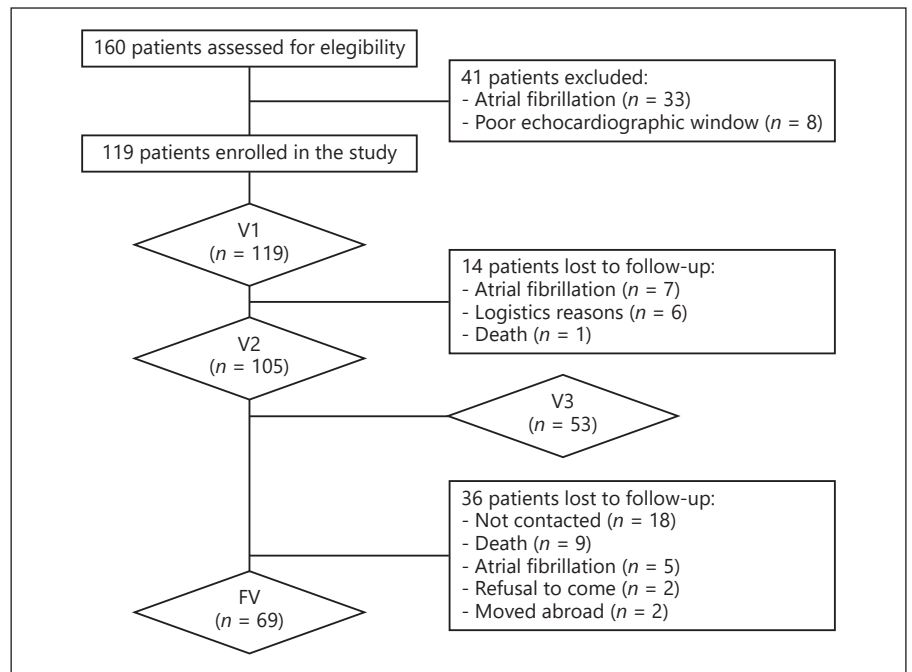 160 patients assessed for elegibility
41 patients excluded:
- Atrial fibrillation (n = 33)
- Poor echocardiographic window (n = 8)
119 patients enrolled in the study
V1
(n = 119)
14 patients lost to follow-up:
- Atrial fibrillation (n = 7)
- Logistics reasons (n = 6)
- Death (n = 1)
V2
(n = 105)
V3
(n = 53)
36 patients lost to follow-up:
- Not contacted (n = 18)
- Death (n = 9)
- Atrial fibrillation (n = 5)
- Refusal to come (n = 2)
- Moved abroad (n = 2)
FV
(n = 69)